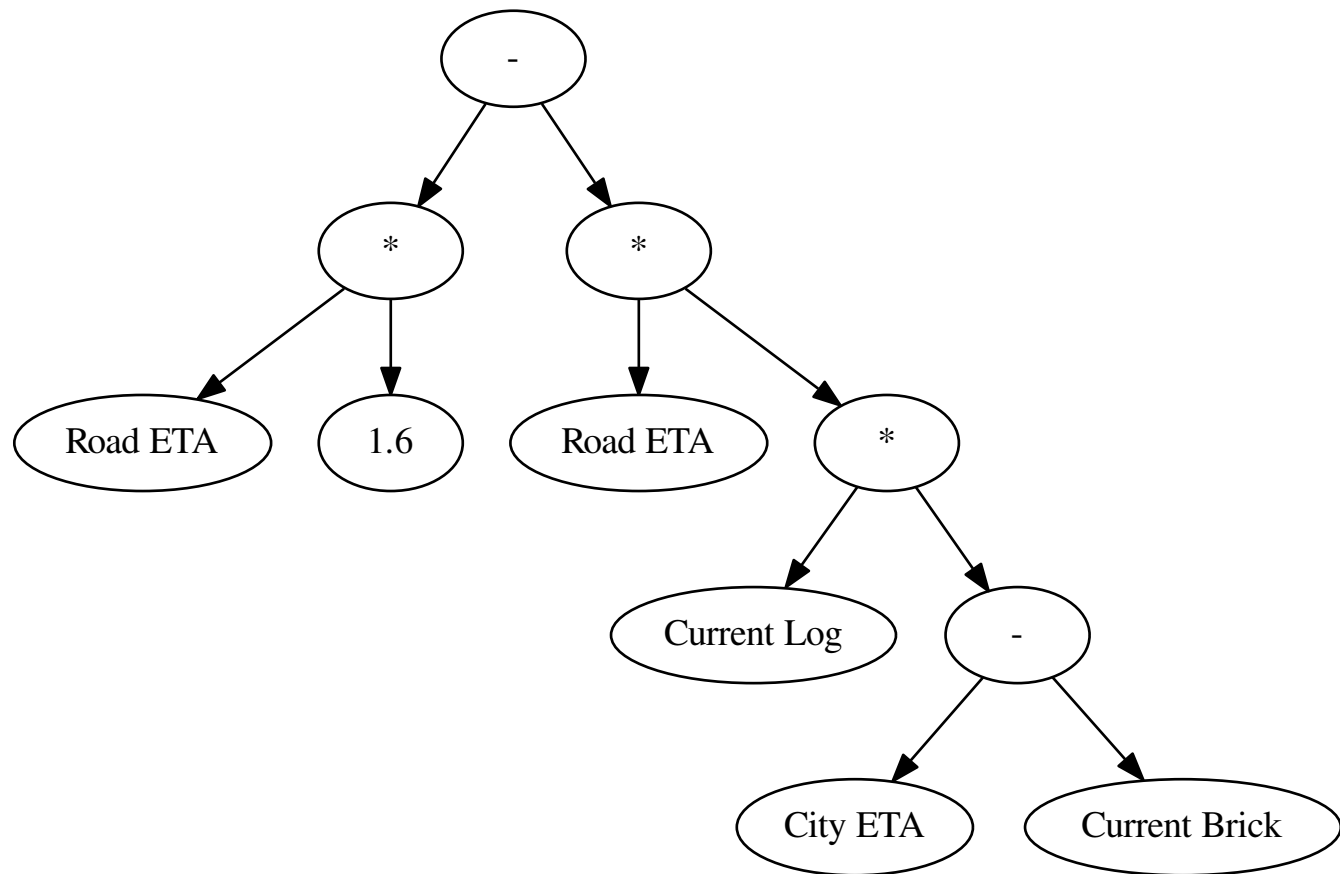 -
*
*
Road ETA
1.6
Road ETA
*
Current Log
-
City ETA
Current Brick